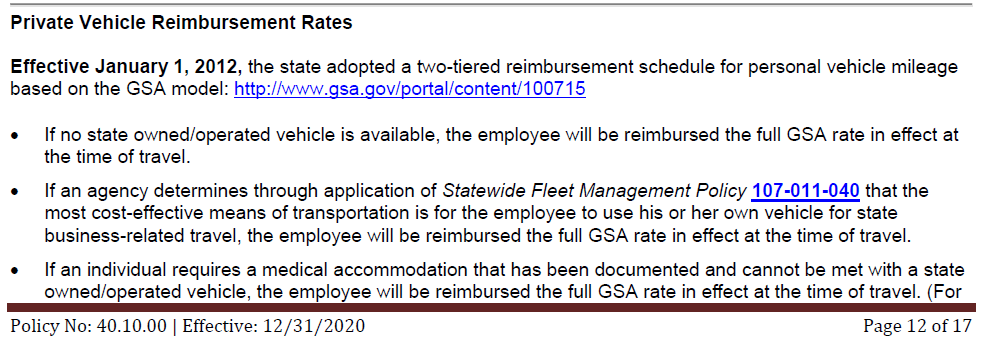 Private Vehicle Reimbursement Rates
Effective January 1, 2012, the state adopted a two-tiered reimbursement schedule for personal vehicle mileage
based on the GSA model: http://www.gsa.gov/portal/content/100715
• If no state owned/operated vehicle is available, the employee will be reimbursed the full GSA rate in effect at
the time of travel.
• If an agency determines through application of Statewide Fleet Management Policy 107-011-040 that the
most cost-effective means of transportation is for the employee to use his or her own vehicle for state
business-related travel, the employee will be reimbursed the full GSA rate in effect at the time of travel.
• If an individual requires a medical accommodation that has been documented and cannot be met with a state
owned/operated vehicle, the employee will be reimbursed the full GSA rate in effect at the time of travel. (For
Policy No: 40.10.00 | Effective: 12/31/2020 Page 12 of 17